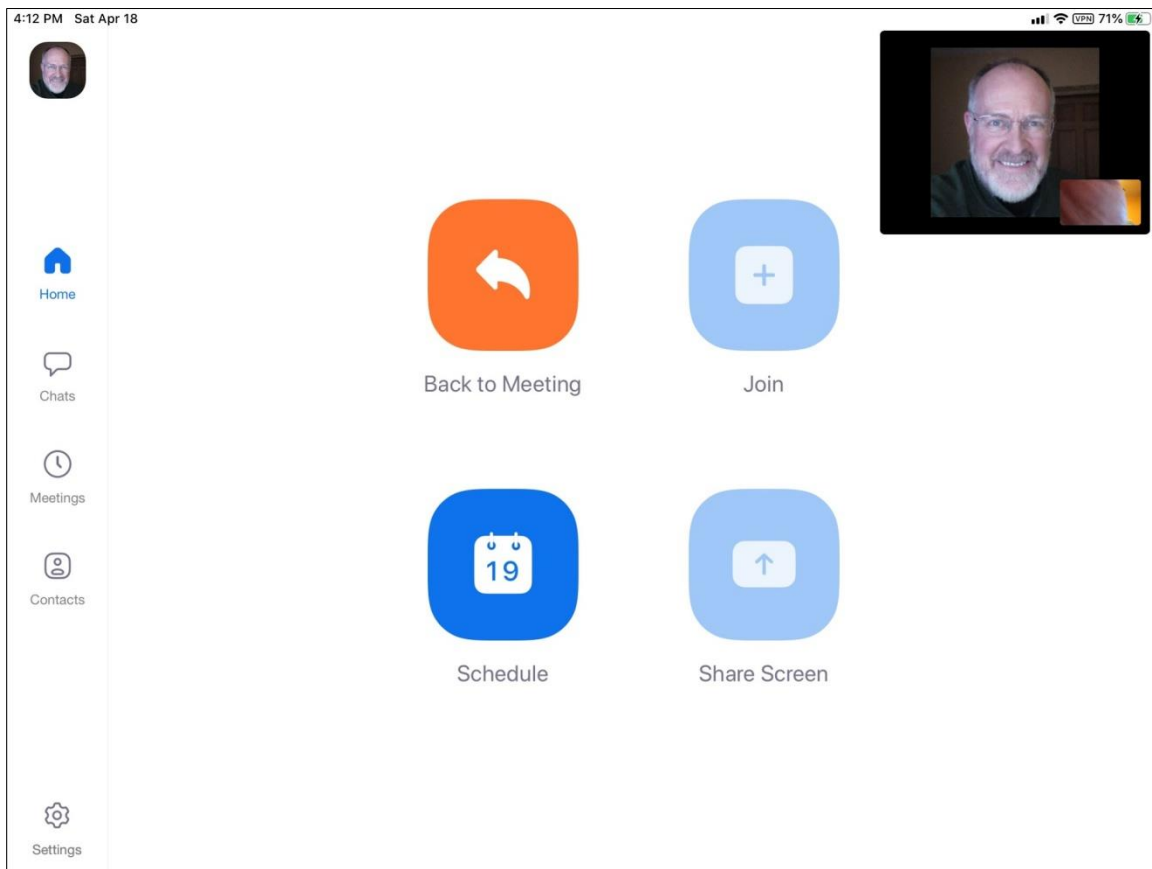 4:12 PM Sat Apr 18
VPN 71%
Home
Chats
Meetings
Contacts
Settings
Back to Meeting
Join
19
Schedule
Share Screen